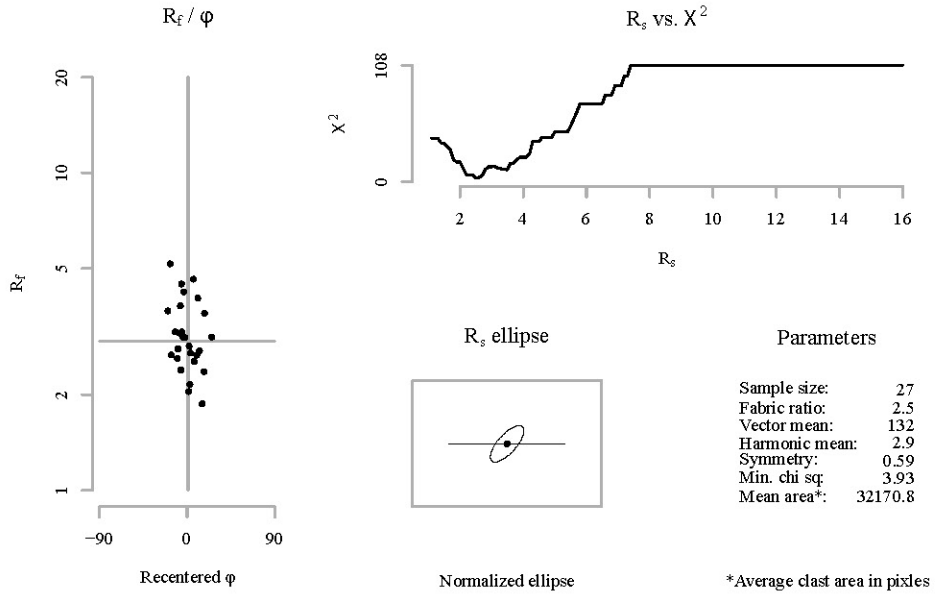 Rf / φ
Rs vs. X²
20
10
5
2
1
Rf
−90 0 90
Recentered φ
108
0
X²
2 4 6 8 10 12 14 16
Rs
Rs ellipse
Normalized ellipse
Parameters
Sample size: 27
Fabric ratio: 2.5
Vector mean: 132
Harmonic mean: 2.9
Symmetry: 0.59
Min. chi sq: 3.93
Mean area*: 32170.8
*Average clast area in pixles